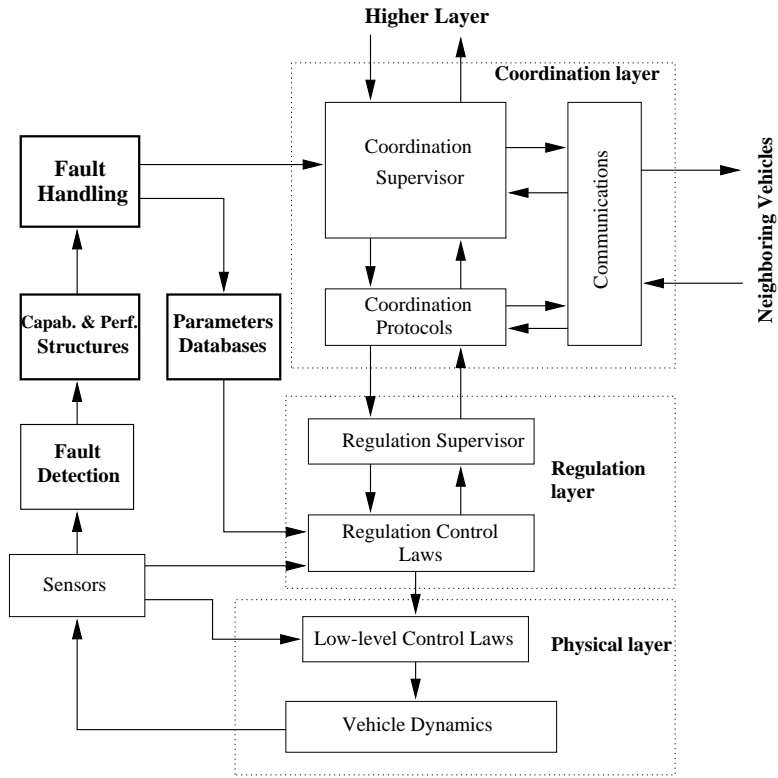 Higher Layer
Coordination layer
Coordination
Supervisor
Communications
Neighboring Vehicles
Fault
Handling
Capab. & Perf.
Structures
Parameters
Databases
Coordination
Protocols
Fault
Detection
Regulation Supervisor
Regulation
layer
Regulation Control
Laws
Sensors
Low-level Control Laws
Physical layer
Vehicle Dynamics